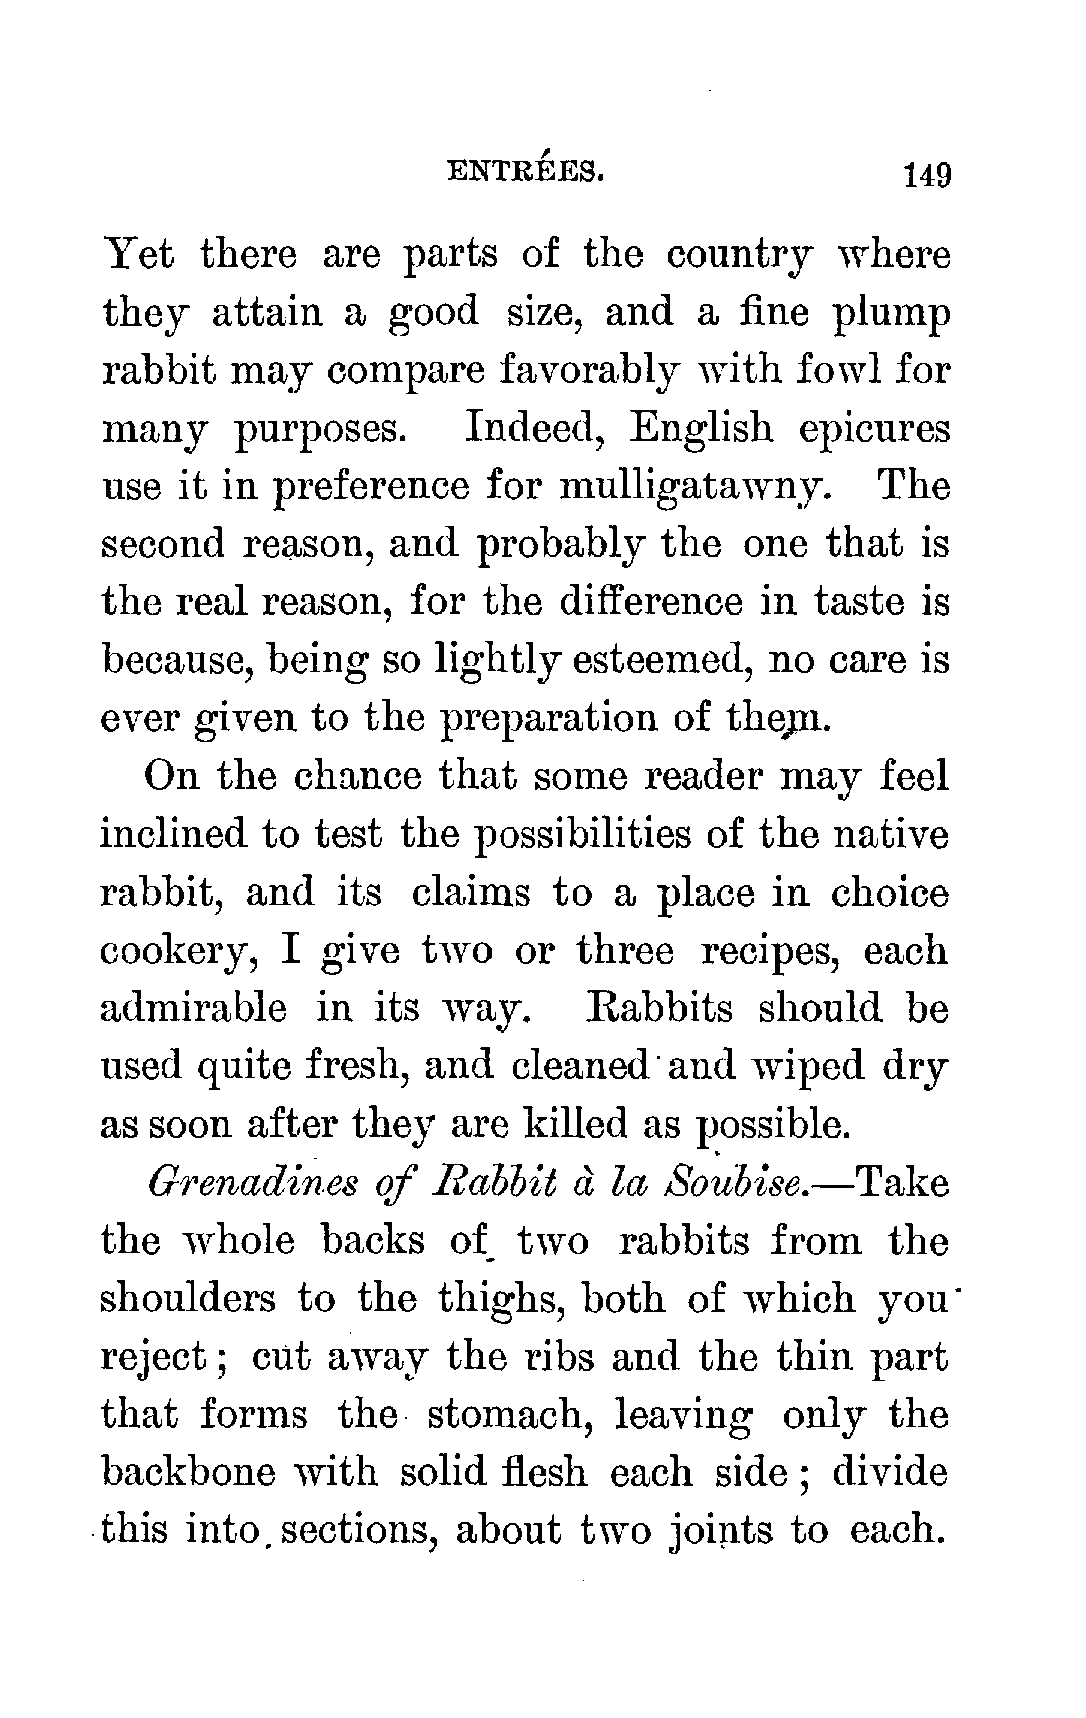 ENTRÉES. 149
Yet there are parts of the country where
they attain a good size, and a fine plump
rabbit may compare favorably with fowl for
many purposes. Indeed, English epicures
use it in preference for mulligatawny. The
second reason, and probably the one that is
the real reason, for the difference in taste is
because, being so lightly esteemed, no care is
ever given to the preparation of them.
On the chance that some reader may feel
inclined to test the possibilities of the native
rabbit, and its claims to a place in choice
cookery, I give two or three recipes, each
admirable in its way. Rabbits should be
used quite fresh, and cleaned and wiped dry
as soon after they are killed as possible.
Grenadines of Rabbit à la Soubise.—Take
the whole backs of two rabbits from the
shoulders to the thighs, both of which you
reject; cut away the ribs and the thin part
that forms the stomach, leaving only the
backbone with solid flesh each side; divide
this into sections, about two joints to each.